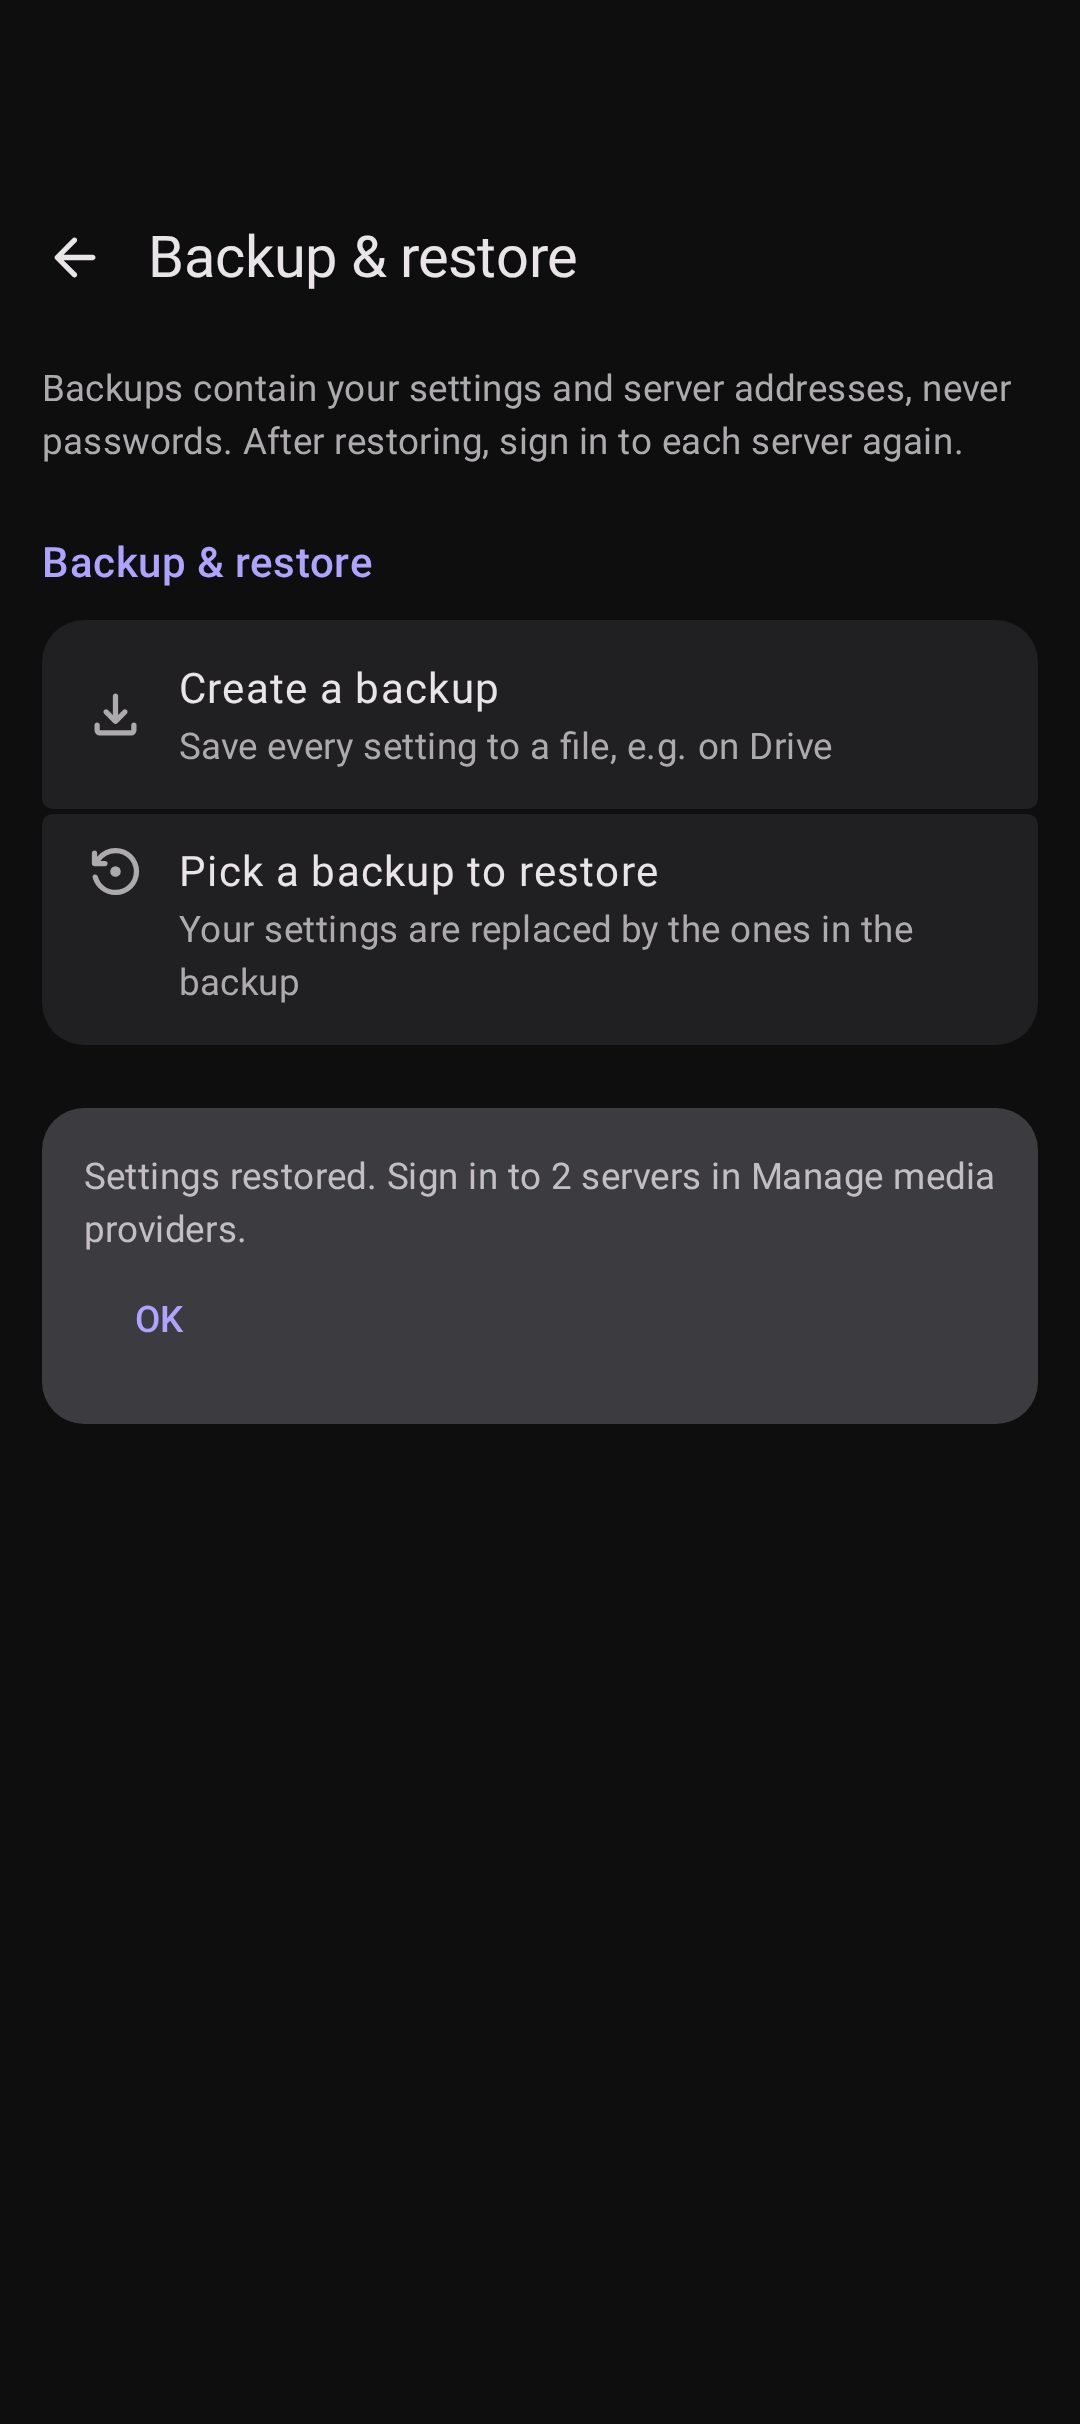 Backup & restore
Backups contain your settings and server addresses, never
passwords. After restoring, sign in to each server again.
Backup & restore
Create a backup
Save every setting to a file, e.g. on Drive
Pick a backup to restore
Your settings are replaced by the ones in the
backup
Settings restored. Sign in to 2 servers in Manage media
providers.
OK